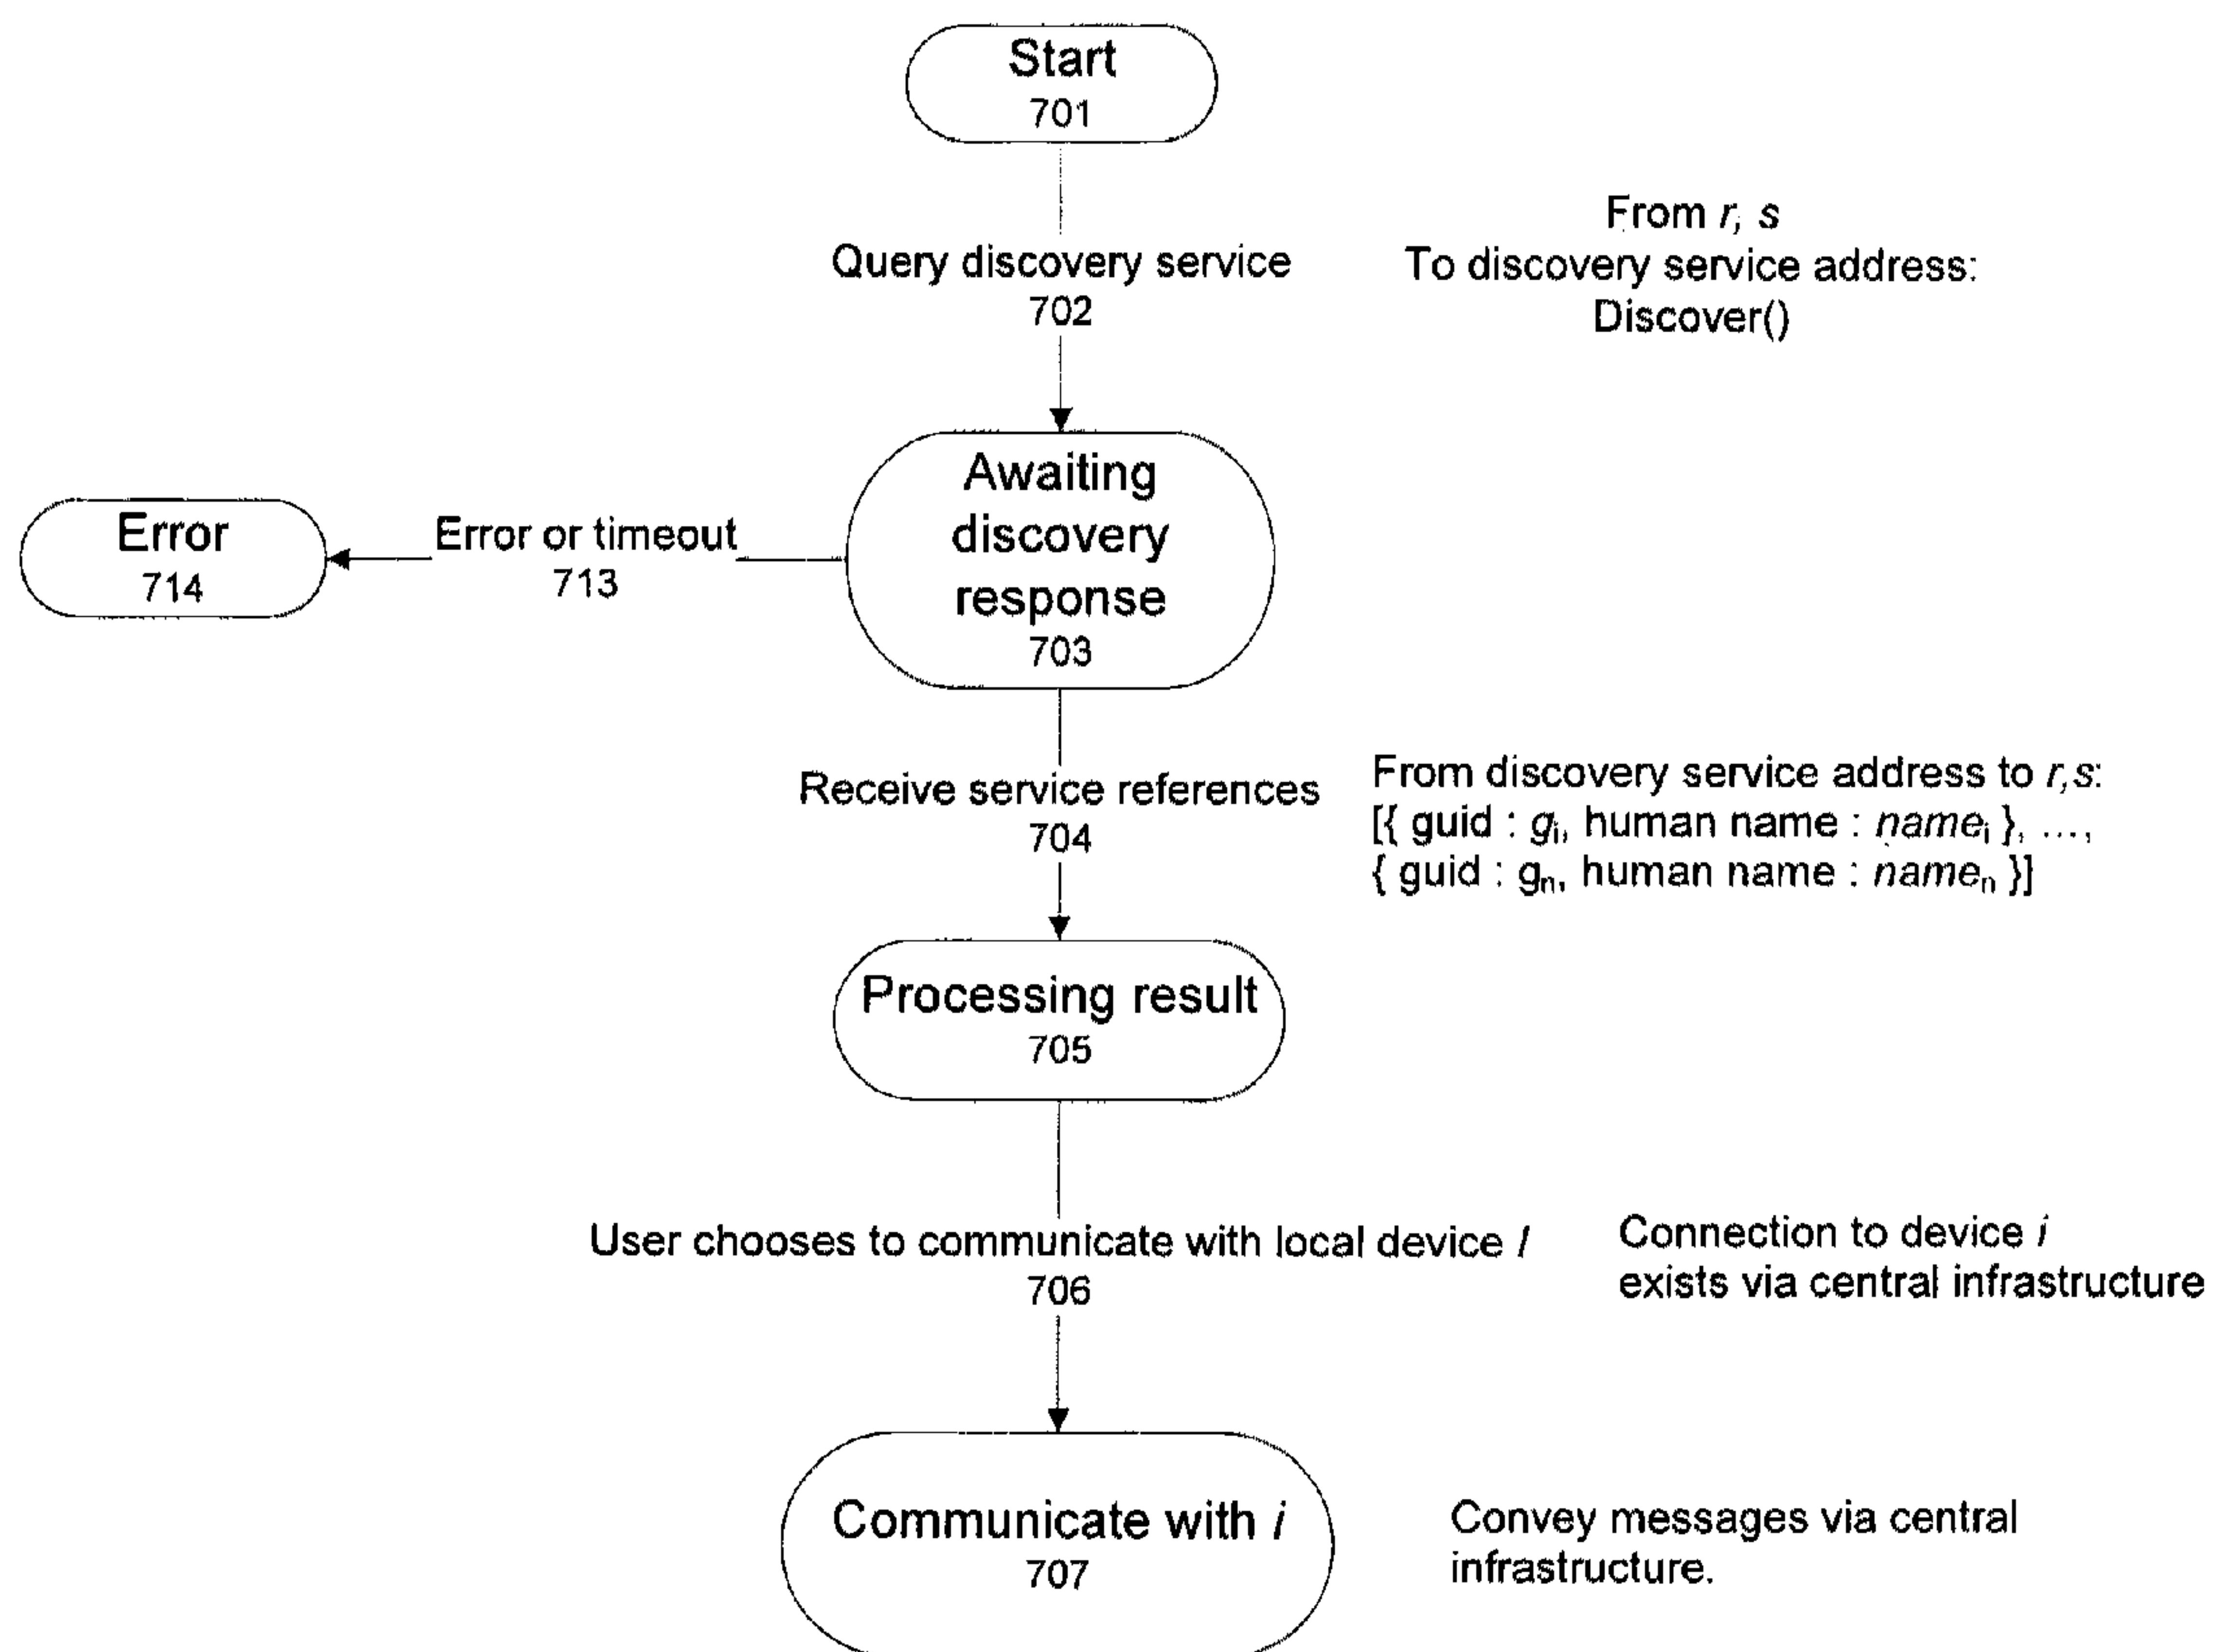 Start
701
Query discovery service
702
From r, s
To discovery service address:
Discover()
Awaiting
discovery
response
703
Error or timeout
713
Error
714
Receive service references
704
From discovery service address to r,s:
[{ guid : gᵢ, human name : nameᵢ }, ...,
{ guid : gₙ, human name : nameₙ }]
Processing result
705
User chooses to communicate with local device I
706
Connection to device i
exists via central infrastructure
Communicate with i
707
Convey messages via central
infrastructure.